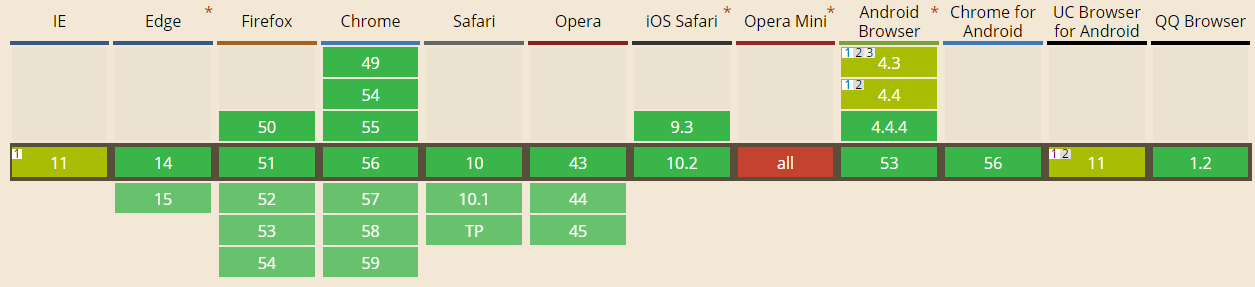 IE Edge * Firefox Chrome Safari Opera iOS Safari * Opera Mini * Android Browser * Chrome for Android UC Browser for Android QQ Browser
49 1 2 3 4.3
54 1 2 4.4
50 55 9.3 4.4.4
1 11 14 51 56 10 43 10.2 all 53 56 1 2 11 1.2
15 52 57 10.1 44
53 58 TP 45
54 59